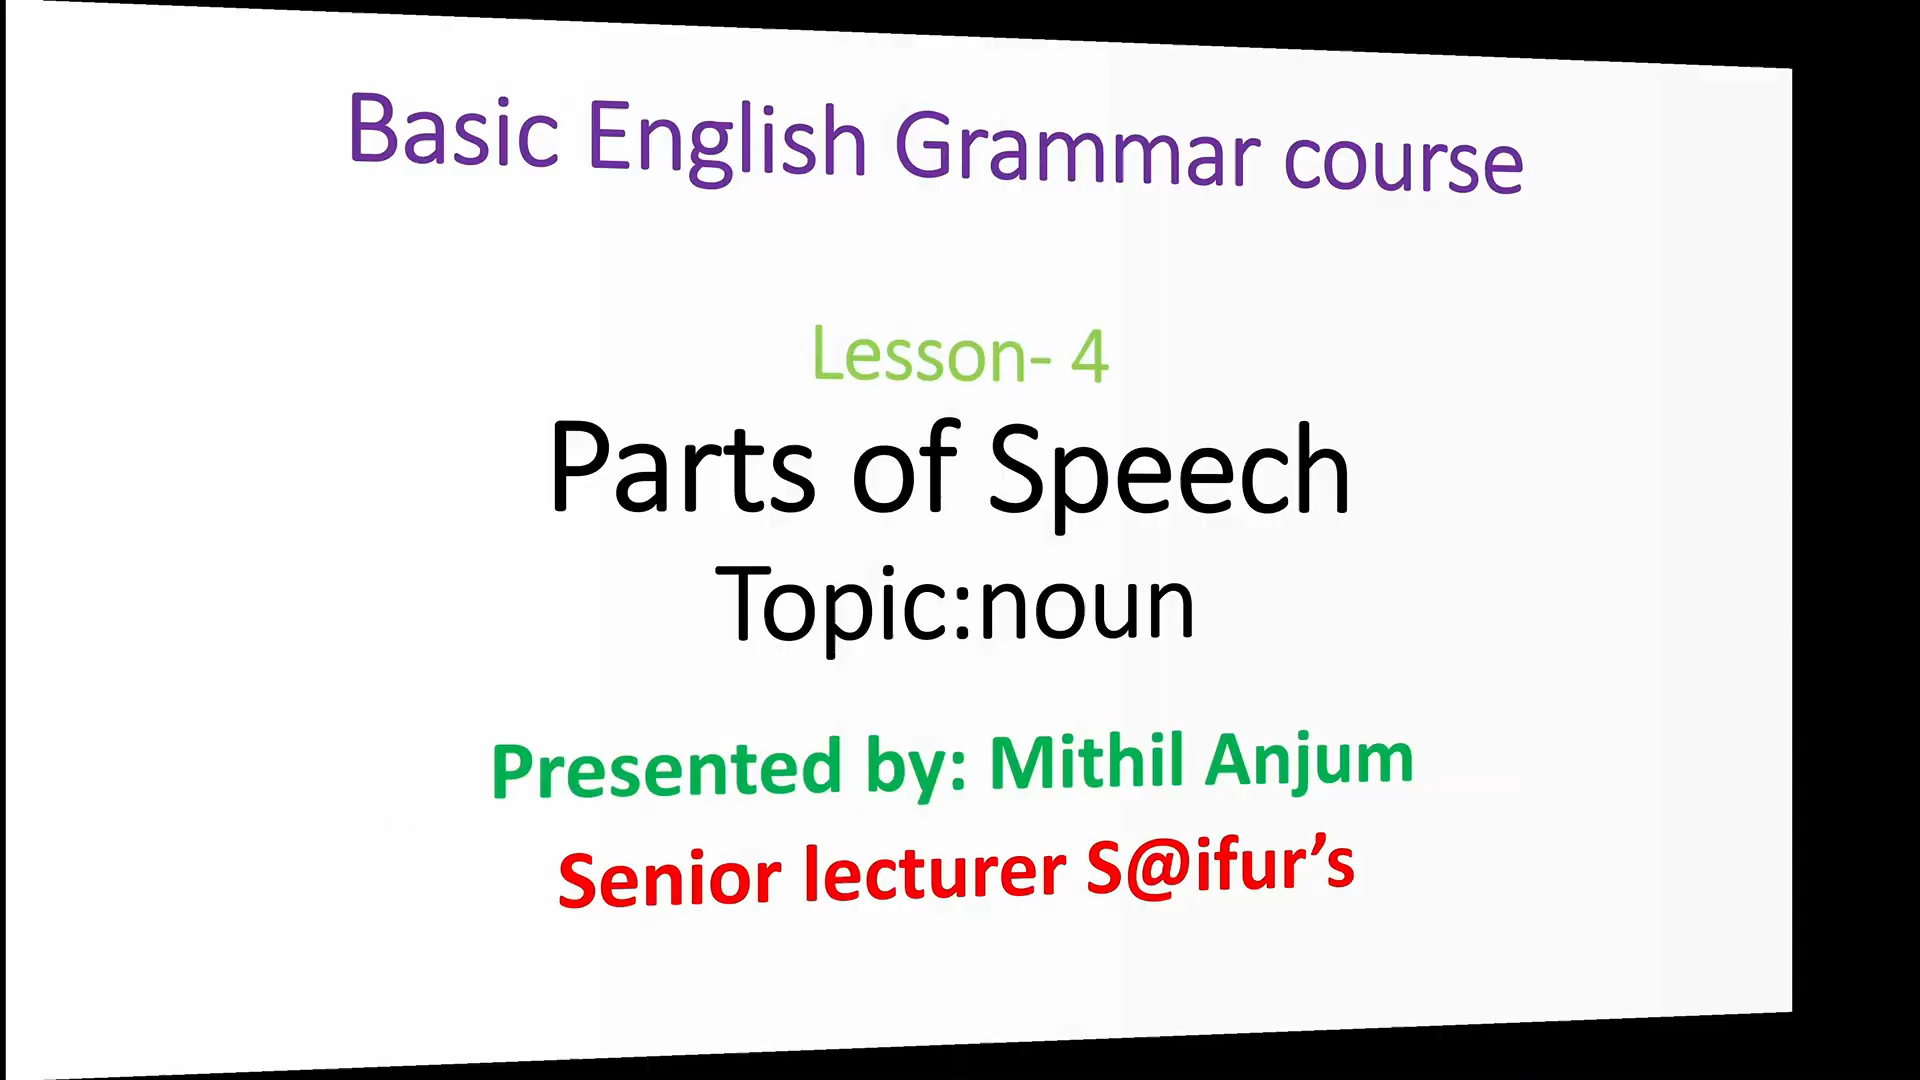 Basic English Grammar course
Lesson- 4
Parts of Speech
Topic:noun
Presented by: Mithil Anjum
Senior lecturer S@ifur’s